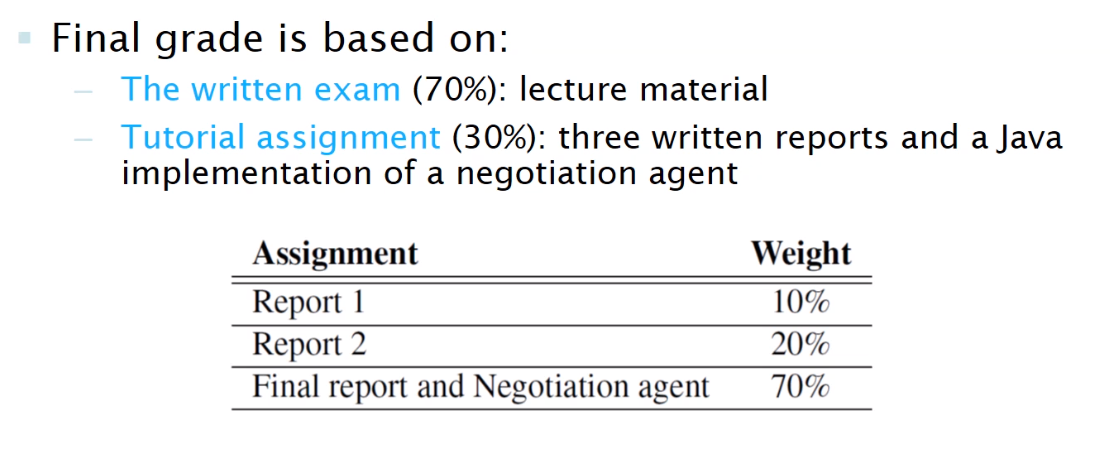 Final grade is based on:
– The written exam (70%): lecture material
– Tutorial assignment (30%): three written reports and a Java
implementation of a negotiation agent
Assignment Weight
Report 1 10%
Report 2 20%
Final report and Negotiation agent 70%